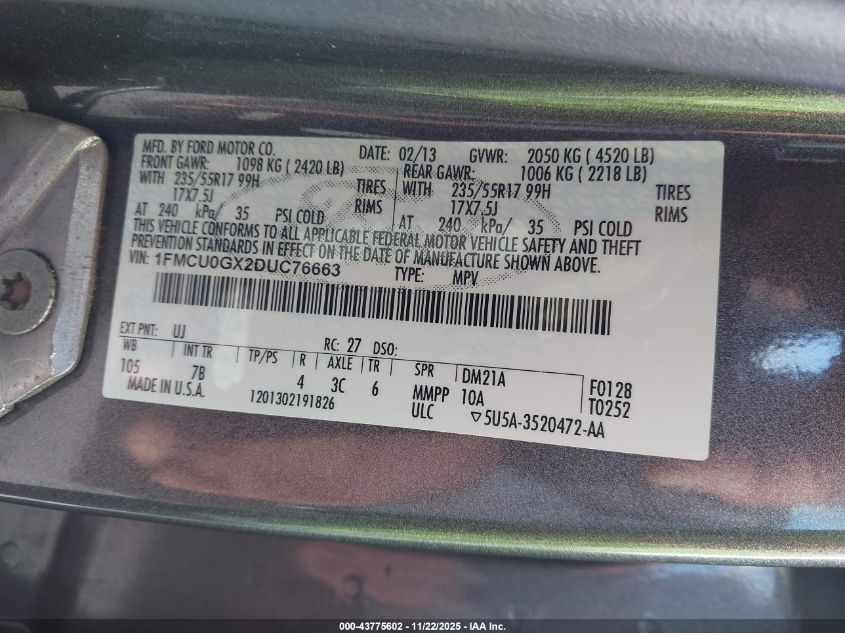 MFD. BY FORD MOTOR CO.
DATE: 02/13 GVWR: 2050 KG ( 4520 LB)
FRONT GAWR: 1098 KG ( 2420 LB) REAR GAWR: 1006 KG ( 2218 LB)
WITH 235/55R17 99H TIRES WITH 235/55R17 99H TIRES
17X7.5J RIMS 17X7.5J RIMS
AT 240 kPa/ 35 PSI COLD AT 240 kPa/ 35 PSI COLD
THIS VEHICLE CONFORMS TO ALL APPLICABLE FEDERAL MOTOR VEHICLE SAFETY AND THEFT
PREVENTION STANDARDS IN EFFECT ON THE DATE OF MANUFACTURE SHOWN ABOVE.
VIN: 1FMCU0GX2DUC76663 TYPE: MPV
EXT PNT: UJ RC: 27 DSO:
WB INT TR TP/PS R AXLE TR SPR DM21A F0128
105 7B 4 3C 6 MMPP 10A T0252
MADE IN U.S.A. 1201302191826 ULC ▽5U5A-3520472-AA
000-43775602 - 11/22/2025 - IAA Inc.